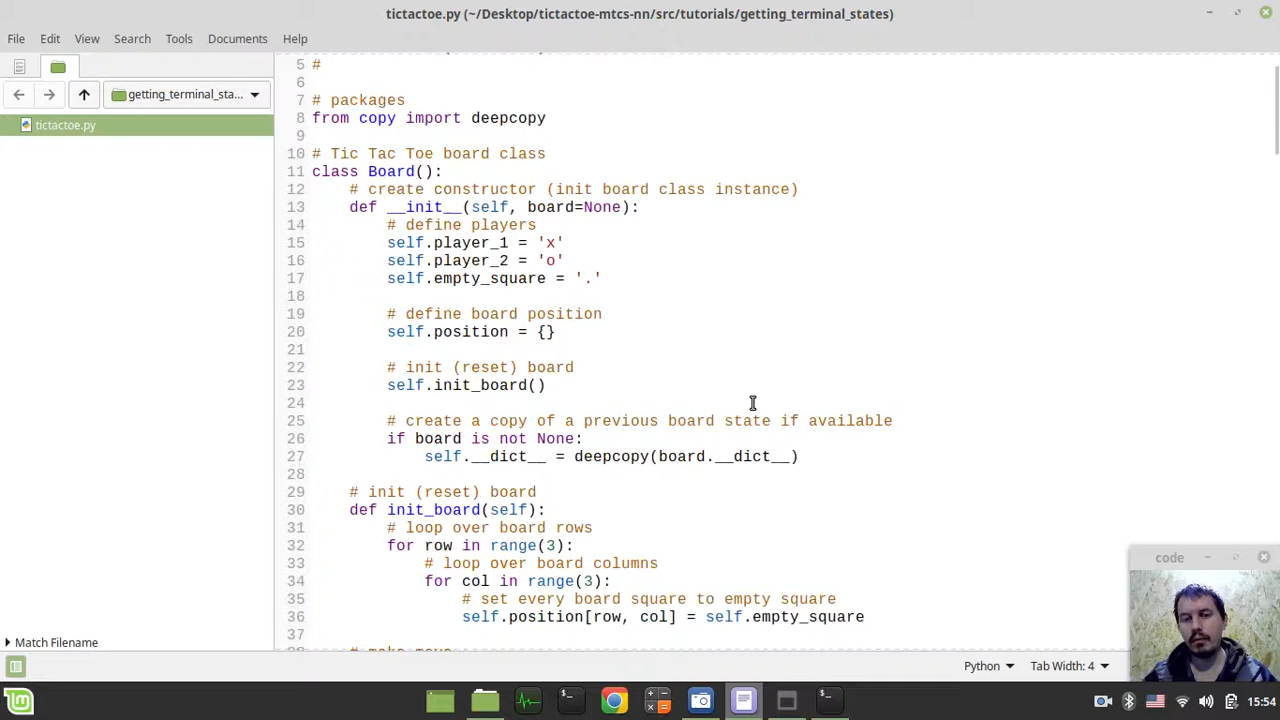 tictactoe.py (~/Desktop/tictactoe-mtcs-nn/src/tutorials/getting_terminal_states)
File Edit View Search Tools Documents Help
getting_terminal_sta...
tictactoe.py
5 #
6
7 # packages
8 from copy import deepcopy
9
10 # Tic Tac Toe board class
11 class Board():
12 # create constructor (init board class instance)
13 def __init__(self, board=None):
14 # define players
15 self.player_1 = 'x'
16 self.player_2 = 'o'
17 self.empty_square = '.'
18
19 # define board position
20 self.position = {}
21
22 # init (reset) board
23 self.init_board()
24
25 # create a copy of a previous board state if available
26 if board is not None:
27 self.__dict__ = deepcopy(board.__dict__)
28
29 # init (reset) board
30 def init_board(self):
31 # loop over board rows
32 for row in range(3):
33 # loop over board columns
34 for col in range(3):
35 # set every board square to empty square
36 self.position[row, col] = self.empty_square
37
code
Match Filename
Python Tab Width: 4
15:54